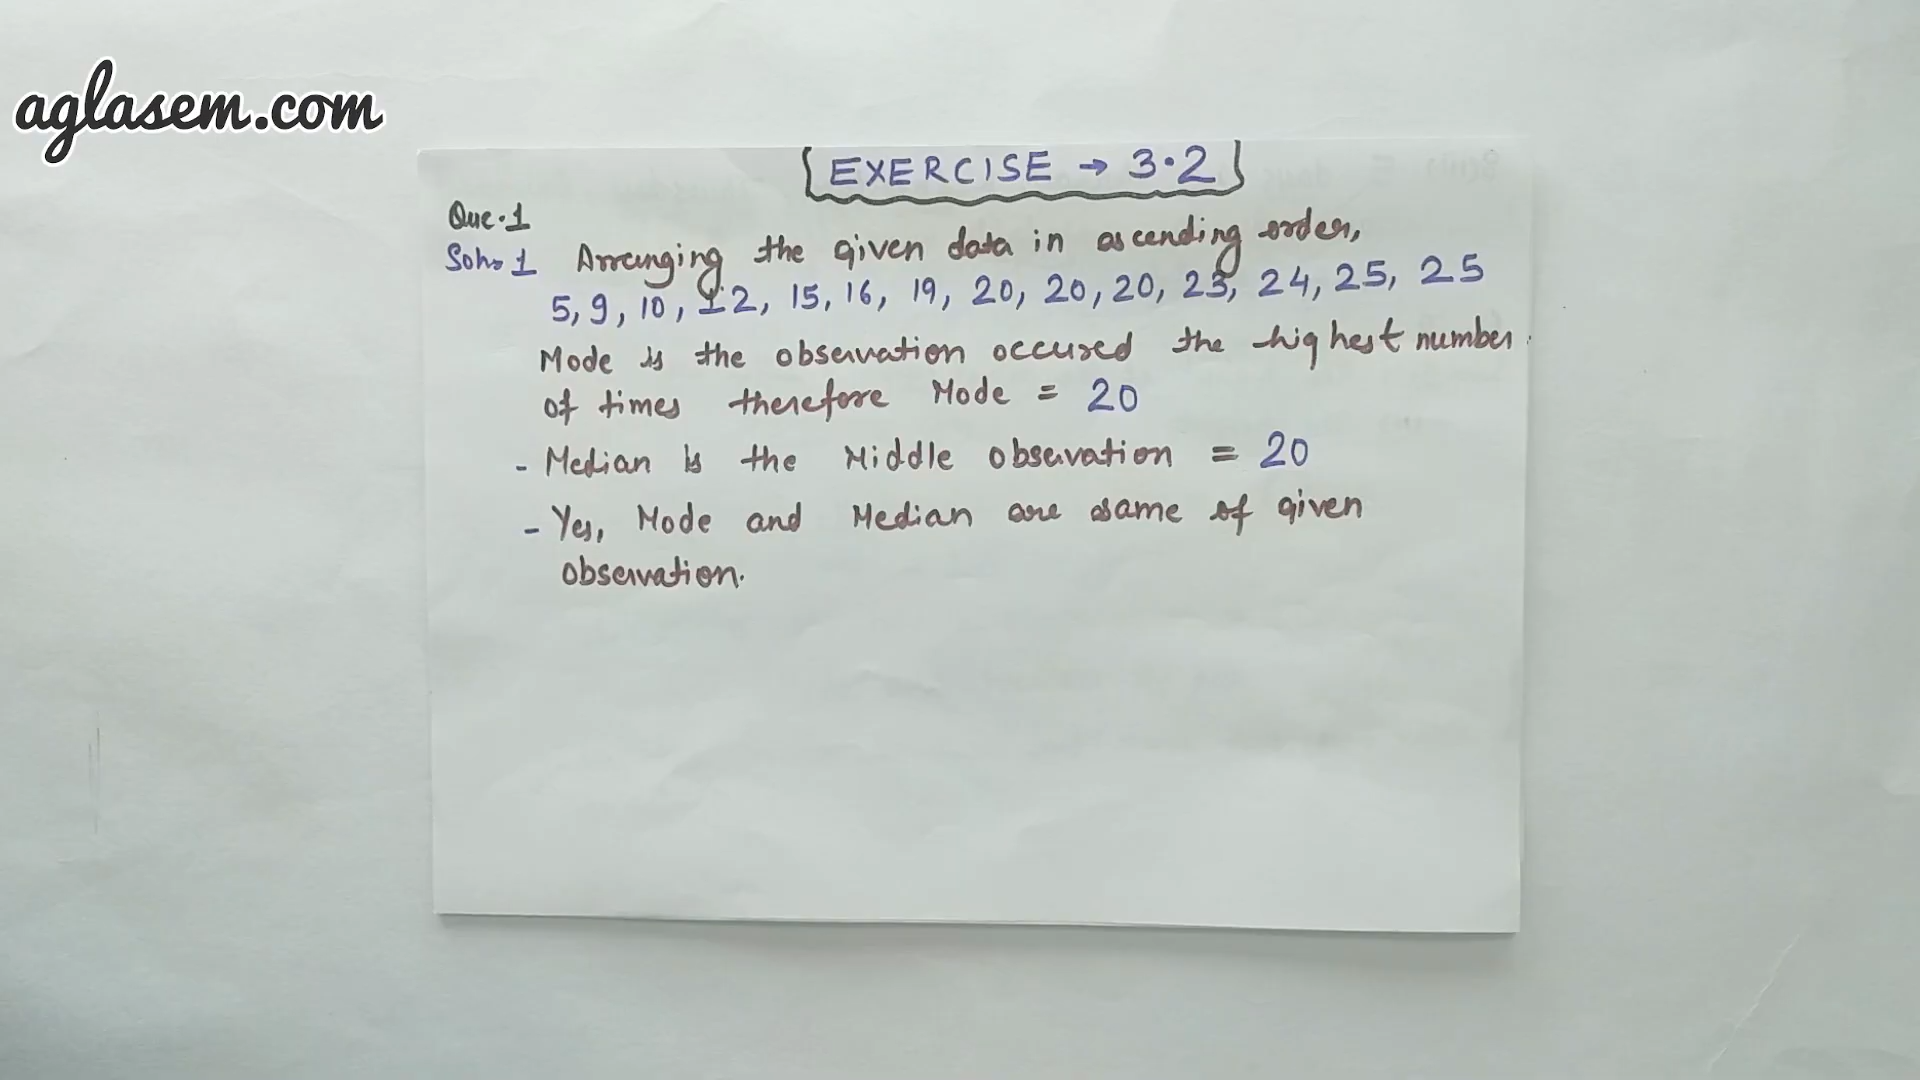 aglasem.com
EXERCISE → 3.2
Que.1
Soln 1 Arranging the given data in ascending order,
5, 9, 10, 12, 15, 16, 19, 20, 20, 20, 23, 24, 25, 25
Mode is the observation occured the highest number
of times therefore Mode = 20
- Median is the Middle observation = 20
- Yes, Mode and Median are same of given
observation.